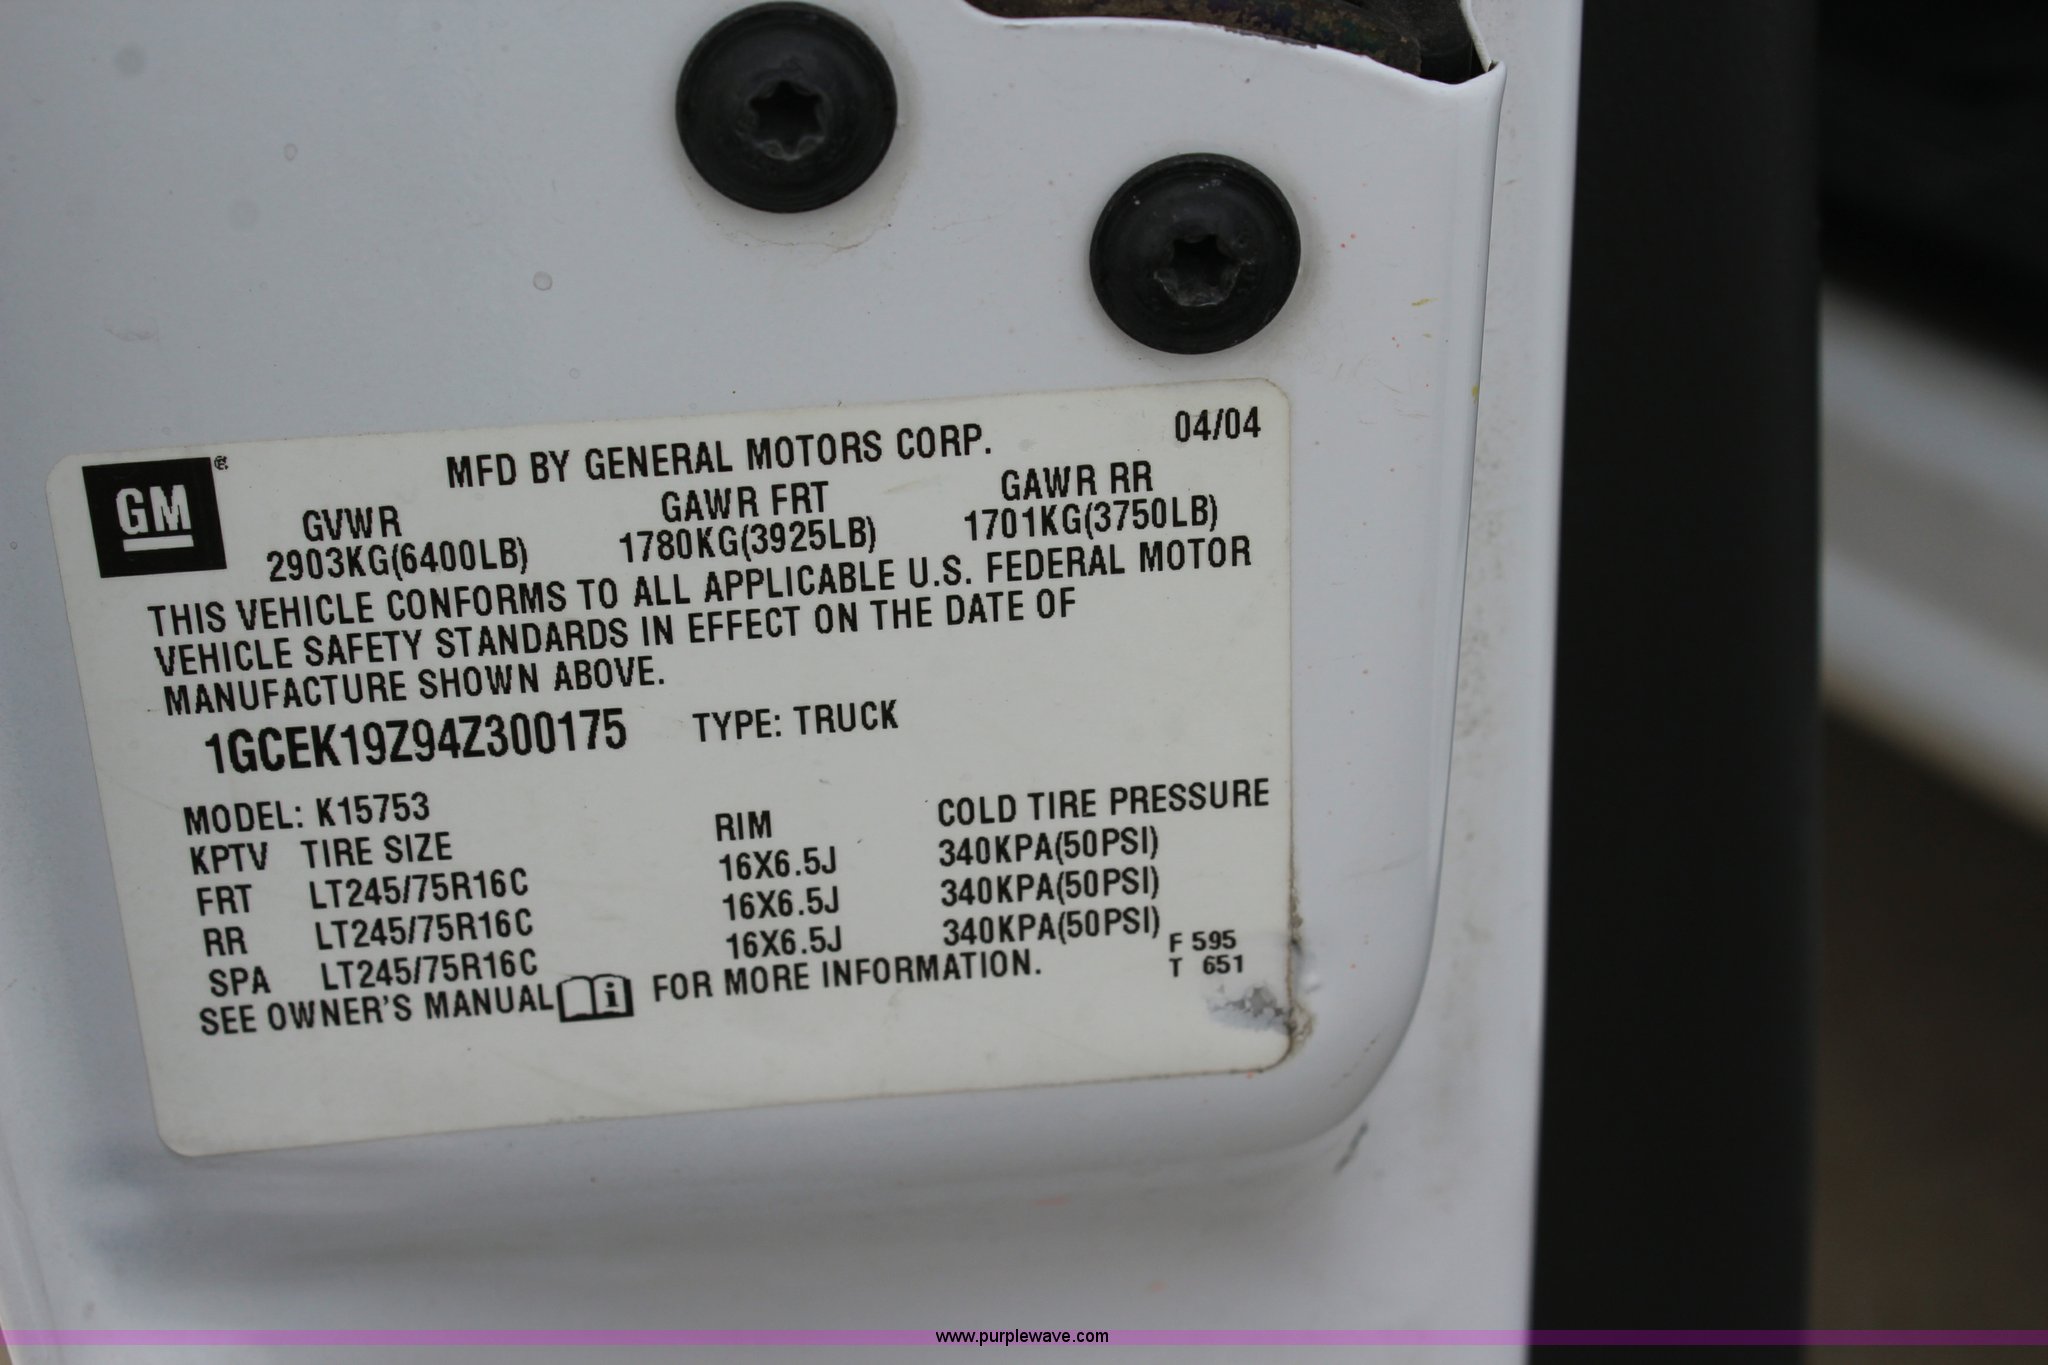 GM
MFD BY GENERAL MOTORS CORP. 04/04
GVWR GAWR FRT GAWR RR
2903KG(6400LB) 1780KG(3925LB) 1701KG(3750LB)
THIS VEHICLE CONFORMS TO ALL APPLICABLE U.S. FEDERAL MOTOR
VEHICLE SAFETY STANDARDS IN EFFECT ON THE DATE OF
MANUFACTURE SHOWN ABOVE.
1GCEK19Z94Z300175 TYPE: TRUCK
MODEL: K15753
KPTV TIRE SIZE RIM COLD TIRE PRESSURE
FRT LT245/75R16C 16X6.5J 340KPA(50PSI)
RR LT245/75R16C 16X6.5J 340KPA(50PSI)
SPA LT245/75R16C 16X6.5J 340KPA(50PSI)
SEE OWNER'S MANUAL i FOR MORE INFORMATION.
F 595
T 651
www.purplewave.com